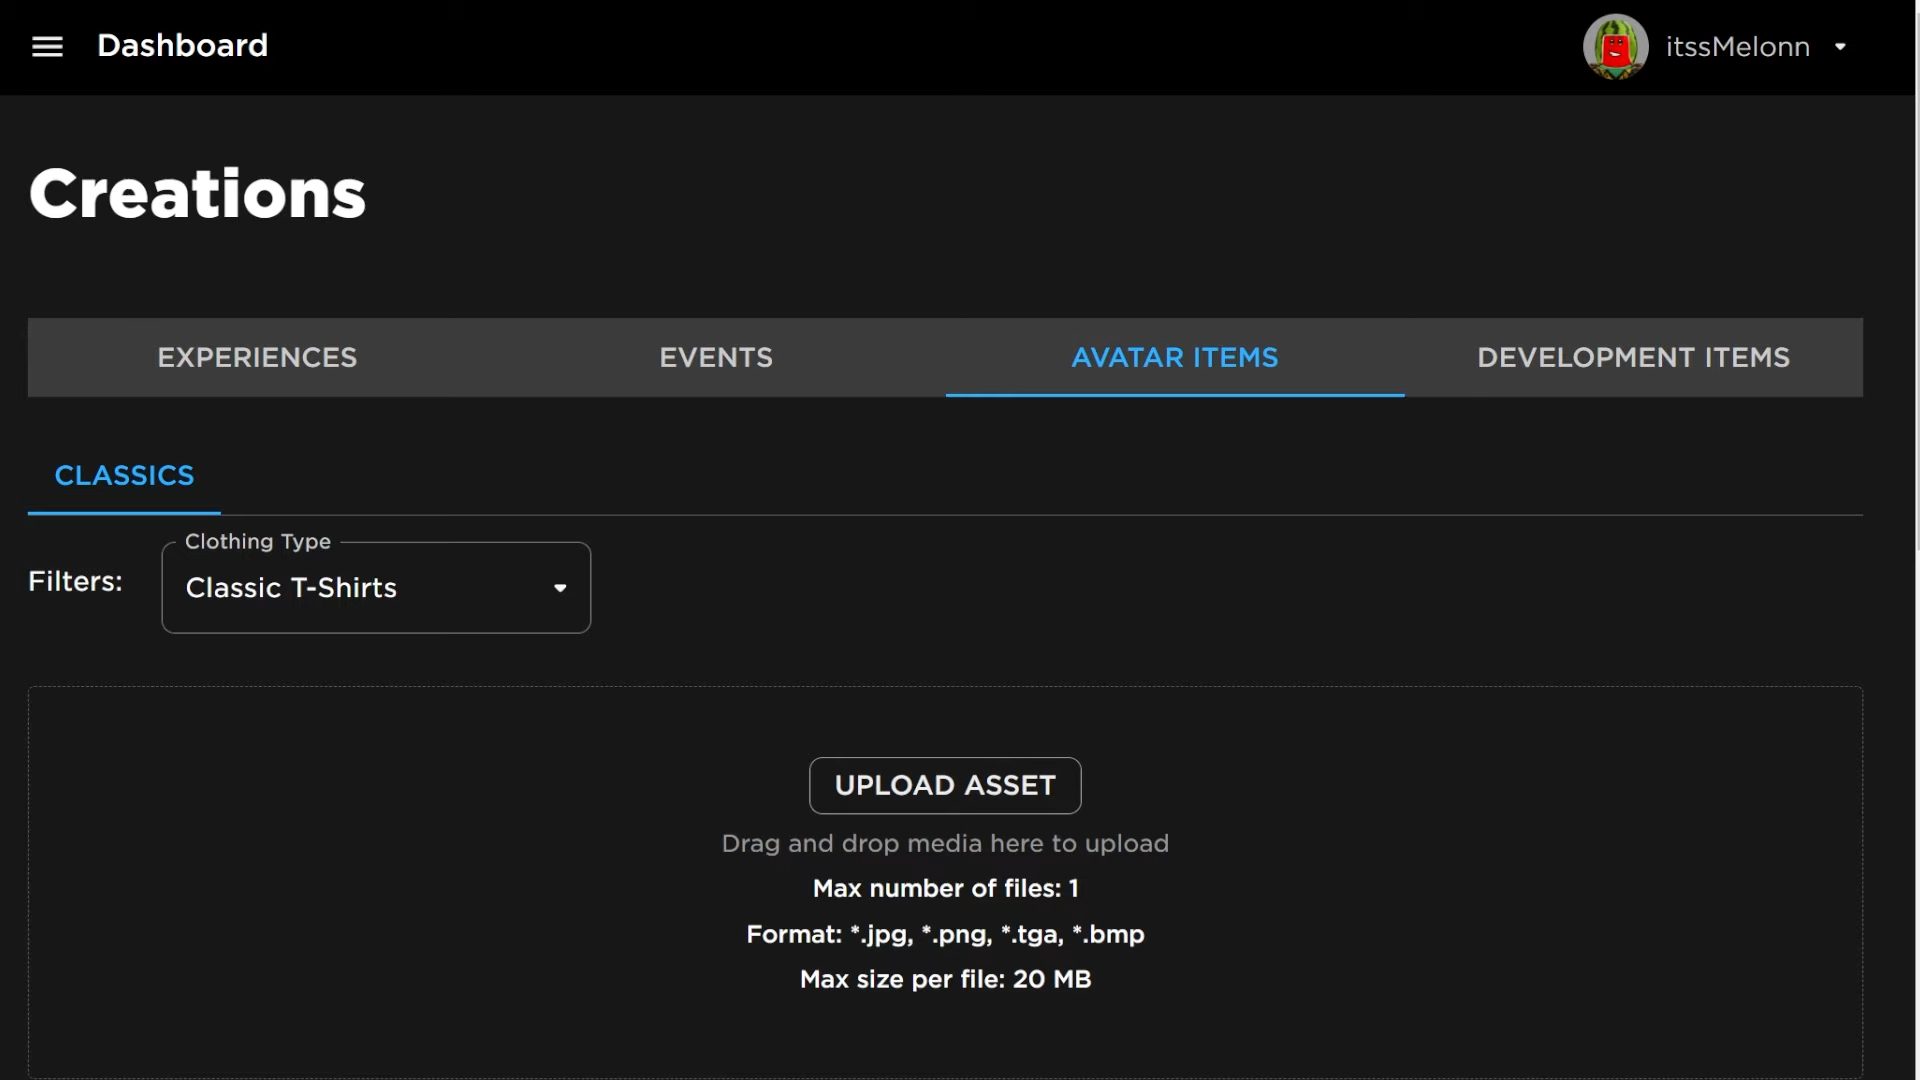 Dashboard
itssMelonn
Creations
EXPERIENCES
EVENTS
AVATAR ITEMS
DEVELOPMENT ITEMS
CLASSICS
Filters:
Clothing Type
Classic T-Shirts
UPLOAD ASSET
Drag and drop media here to upload
Max number of files: 1
Format: *.jpg, *.png, *.tga, *.bmp
Max size per file: 20 MB